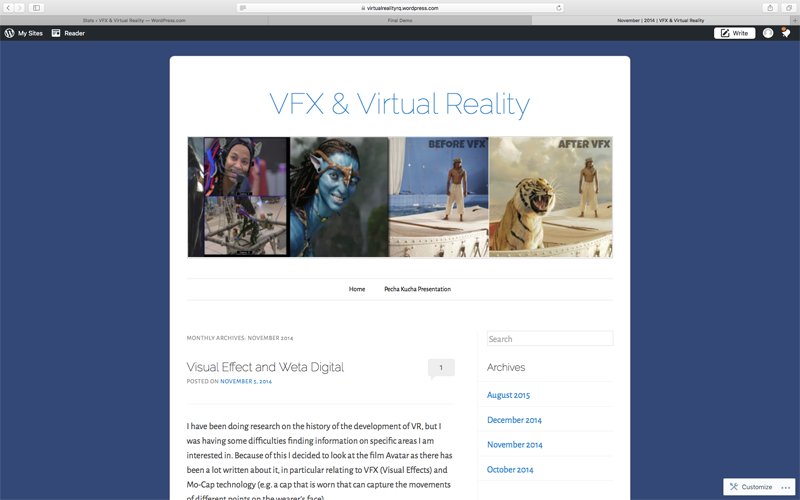 virtualrealityrq.wordpress.com
Stats ‹ VFX & Virtual Reality — WordPress.com
Final Demo
November | 2014 | VFX & Virtual Reality
My Sites
Reader
Write
VFX & Virtual Reality
BEFORE VFX
AFTER VFX
Home
Pecha Kucha Presentation
MONTHLY ARCHIVES: NOVEMBER 2014
Visual Effect and Weta Digital
1
POSTED ON NOVEMBER 5, 2014
I have been doing research on the history of the development of VR, but I
was having some difficulties finding information on specific areas I am
interested in. Because of this I decided to look at the film Avatar as there has
been a lot written about it, in particular relating to VFX (Visual Effects) and
Mo-Cap technology (e.g. a cap that is worn that can capture the movements
of different points on the wearer's face)
Search
Archives
August 2015
December 2014
November 2014
October 2014
Customize